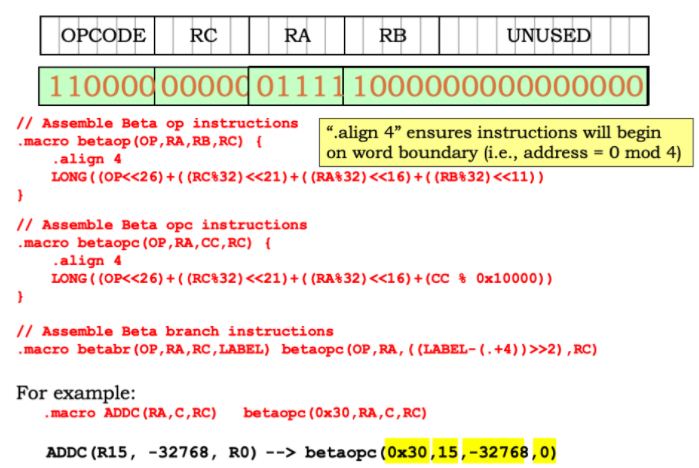 OPCODE RC RA RB UNUSED
110000 00000 01111 1000000000000000
// Assemble Beta op instructions
.macro betaop(OP,RA,RB,RC) {
.align 4
LONG((OP<<26)+((RC%32)<<21)+((RA%32)<<16)+((RB%32)<<11))
}
“.align 4” ensures instructions will begin
on word boundary (i.e., address = 0 mod 4)
// Assemble Beta opc instructions
.macro betaopc(OP,RA,CC,RC) {
.align 4
LONG((OP<<26)+((RC%32)<<21)+((RA%32)<<16)+(CC % 0x10000))
}
// Assemble Beta branch instructions
.macro betabr(OP,RA,RC,LABEL) betaopc(OP,RA,((LABEL-(.+4))>>2),RC)
For example:
.macro ADDC(RA,C,RC) betaopc(0x30,RA,C,RC)
ADDC(R15, -32768, R0) --> betaopc(0x30,15,-32768,0)